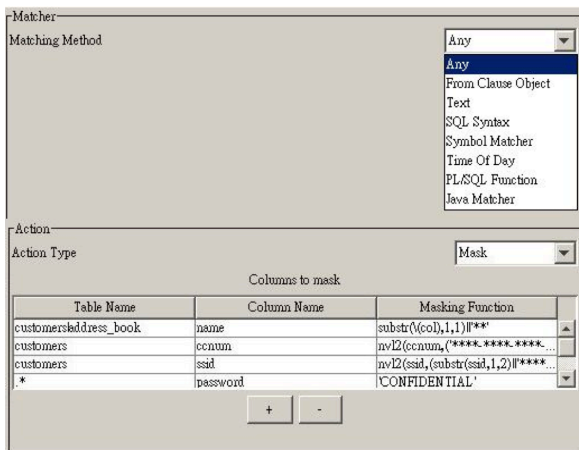 Matcher
Matching Method
Any
Any
From Clause Object
Text
SQL Syntax
Symbol Matcher
Time Of Day
PL/SQL Function
Java Matcher
Action
Action Type
Mask
Columns to mask
Table Name Column Name Masking Function
customers|address_book name substr(\(col),1,1)||'**'
customers ccnum nvl2(ccnum,('****-****-****-...
customers ssid nvl2(ssid,(substr(ssid,1,2)||'****...
.* password 'CONFIDENTIAL'
+ -